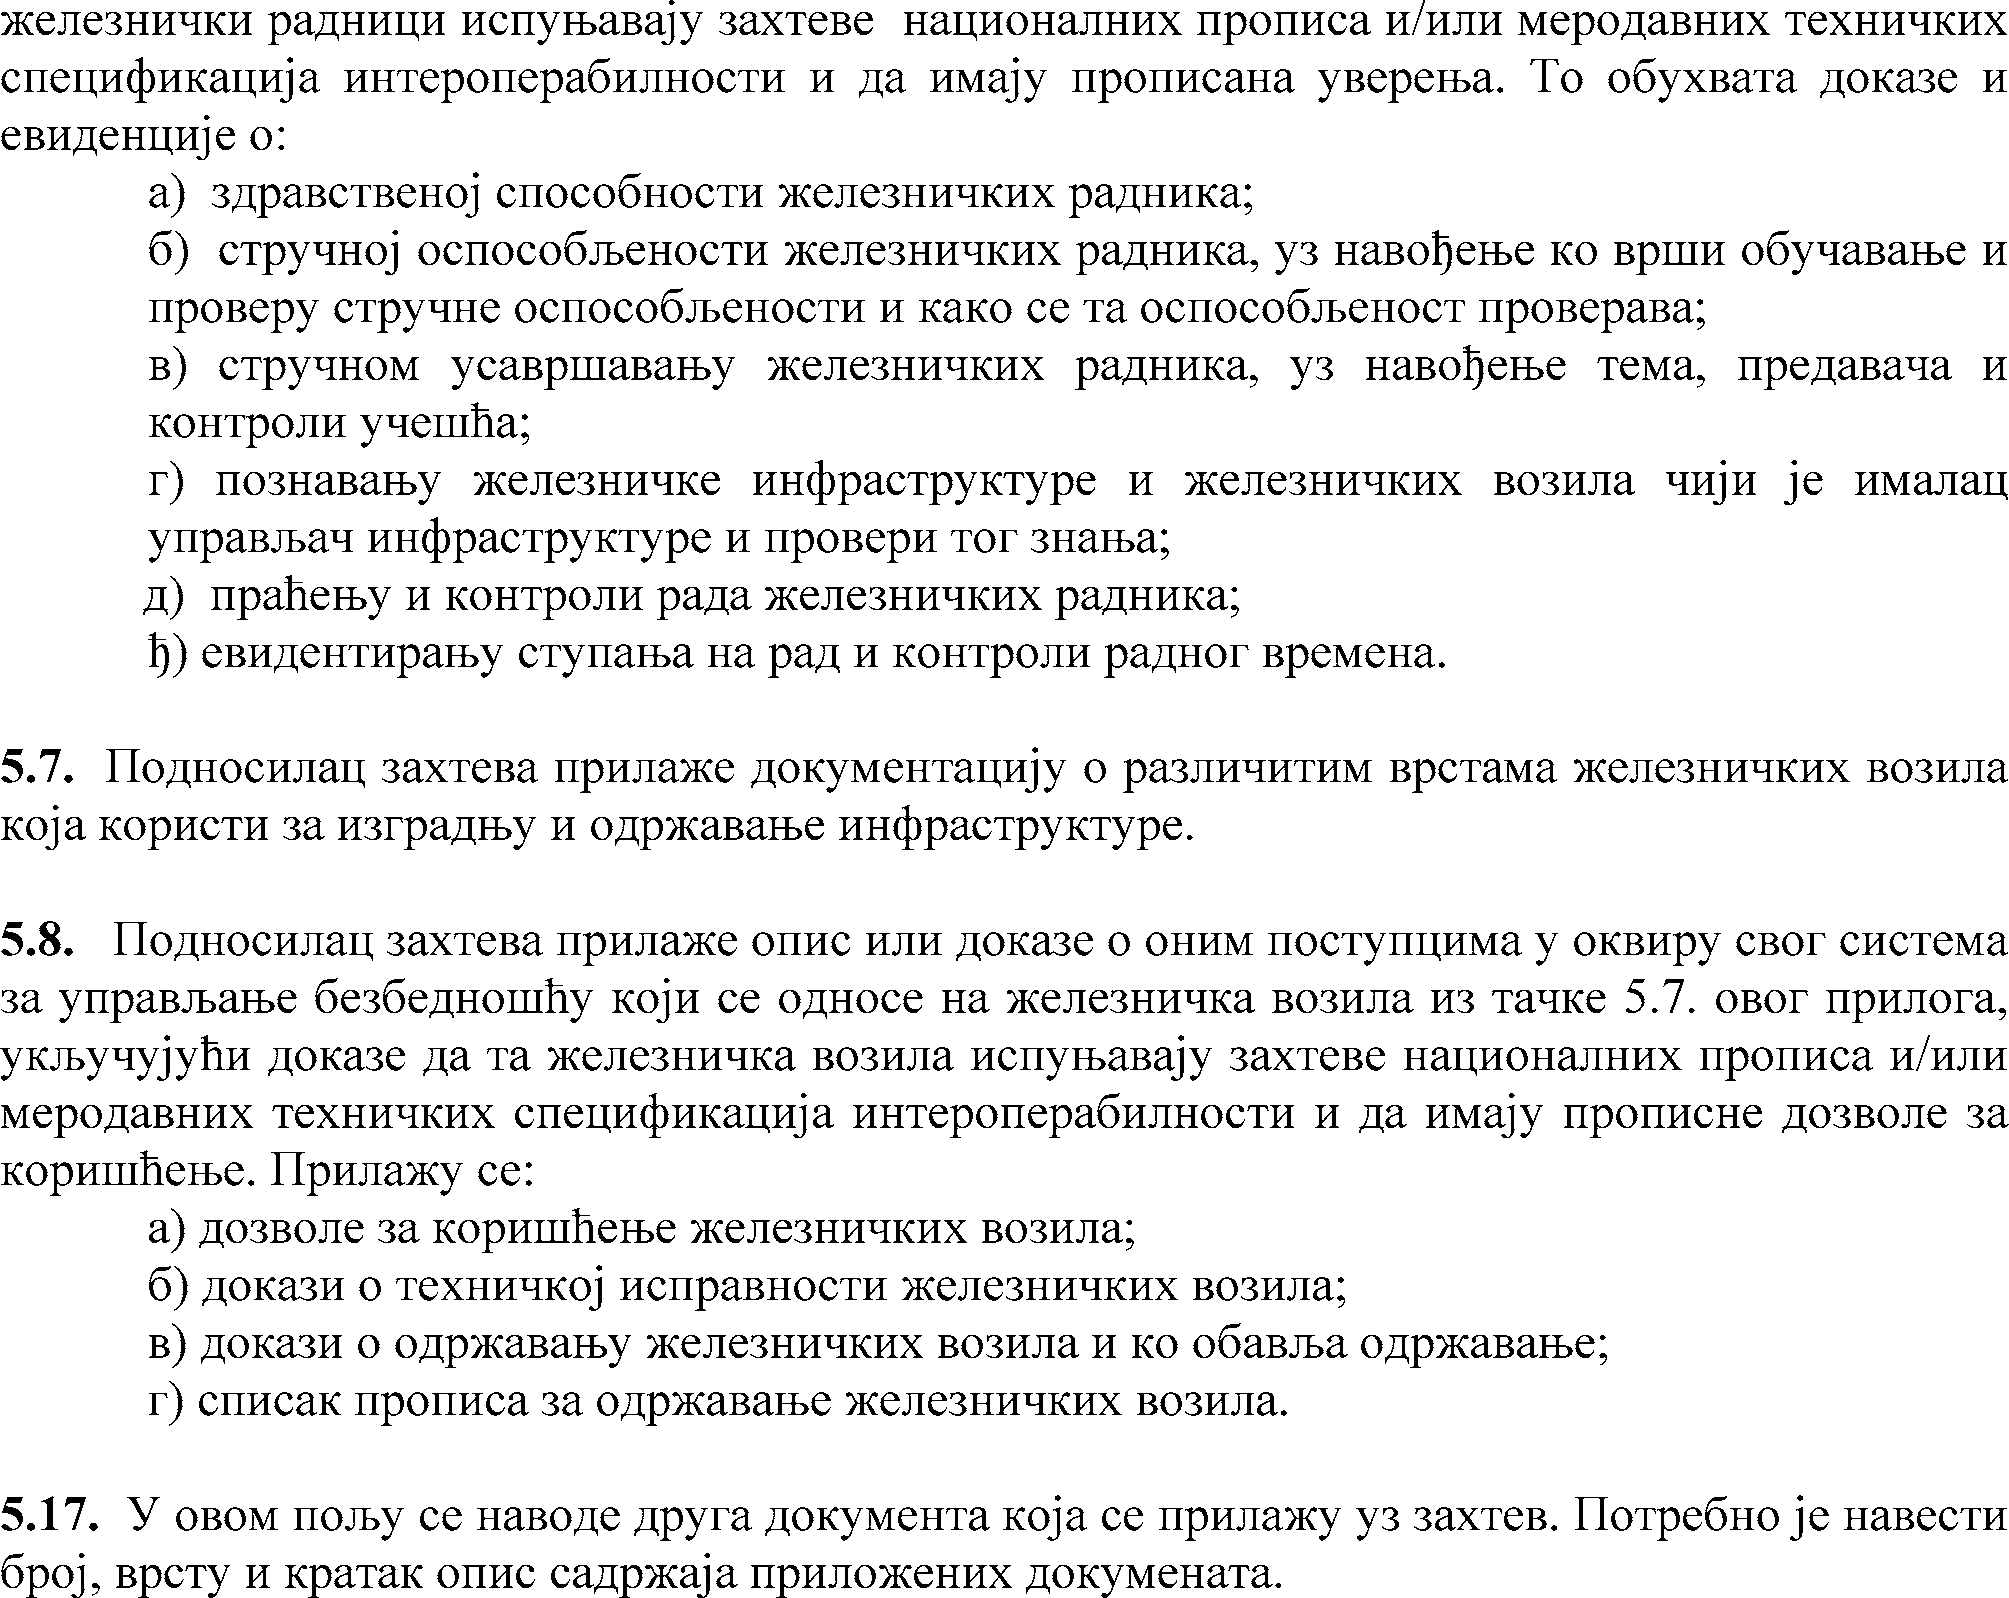 железнички радници испуњавају захтеве националних прописа и/или меродавних техничких
спецификација интероперабилности и да имају прописана уверења. То обухвата доказе и
евиденције о:
а) здравственој способности железничких радника;
б) стручној оспособљености железничких радника, уз навођење ко врши обучавање и
проверу стручне оспособљености и како се та оспособљеност проверава;
в) стручном усавршавању железничких радника, уз навођење тема, предавача и
контроли учешћа;
г) познавању железничке инфраструктуре и железничких возила чији је ималац
управљач инфраструктуре и провери тог знања;
д) праћењу и контроли рада железничких радника;
ђ) евидентирању ступања на рад и контроли радног времена.
5.7. Подносилац захтева прилаже документацију о различитим врстама железничких возила
која користи за изградњу и одржавање инфраструктуре.
5.8. Подносилац захтева прилаже опис или доказе о оним поступцима у оквиру свог система
за управљање безбедношћу који се односе на железничка возила из тачке 5.7. овог прилога,
укључујући доказе да та железничка возила испуњавају захтеве националних прописа и/или
меродавних техничких спецификација интероперабилности и да имају прописне дозволе за
коришћење. Прилажу се:
а) дозволе за коришћење железничких возила;
б) докази о техничкој исправности железничких возила;
в) докази о одржавању железничких возила и ко обавља одржавање;
г) списак прописа за одржавање железничких возила.
5.17. У овом пољу се наводе друга документа која се прилажу уз захтев. Потребно је навести
број, врсту и кратак опис садржаја приложених докумената.